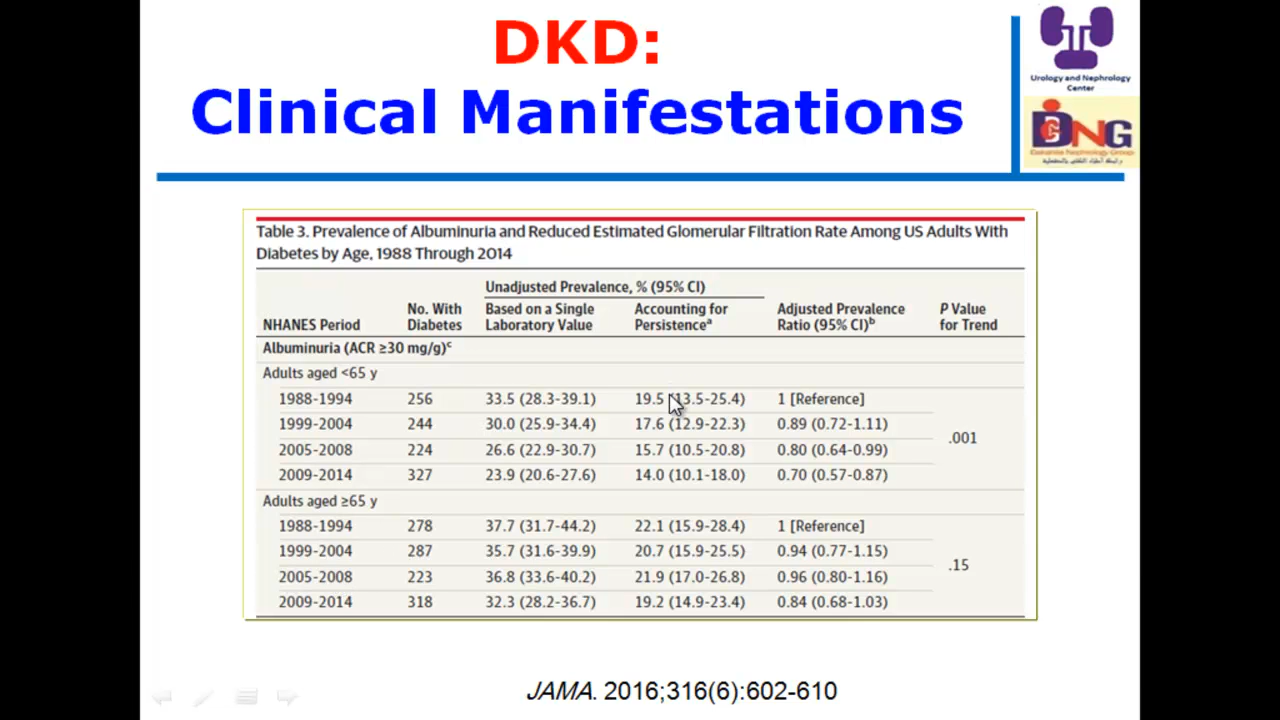 DKD:
Clinical Manifestations
Urology and Nephrology
Center
DNG
Table 3. Prevalence of Albuminuria and Reduced Estimated Glomerular Filtration Rate Among US Adults With
Diabetes by Age, 1988 Through 2014
Unadjusted Prevalence, % (95% CI)
NHANES Period No. With Diabetes Based on a Single Laboratory Value Accounting for Persistenceᵃ Adjusted Prevalence Ratio (95% CI)ᵇ P Value for Trend
Albuminuria (ACR ≥30 mg/g)ᶜ
Adults aged <65 y
1988-1994 256 33.5 (28.3-39.1) 19.5 (13.5-25.4) 1 [Reference]
1999-2004 244 30.0 (25.9-34.4) 17.6 (12.9-22.3) 0.89 (0.72-1.11)
.001
2005-2008 224 26.6 (22.9-30.7) 15.7 (10.5-20.8) 0.80 (0.64-0.99)
2009-2014 327 23.9 (20.6-27.6) 14.0 (10.1-18.0) 0.70 (0.57-0.87)
Adults aged ≥65 y
1988-1994 278 37.7 (31.7-44.2) 22.1 (15.9-28.4) 1 [Reference]
1999-2004 287 35.7 (31.6-39.9) 20.7 (15.9-25.5) 0.94 (0.77-1.15)
.15
2005-2008 223 36.8 (33.6-40.2) 21.9 (17.0-26.8) 0.96 (0.80-1.16)
2009-2014 318 32.3 (28.2-36.7) 19.2 (14.9-23.4) 0.84 (0.68-1.03)
JAMA. 2016;316(6):602-610